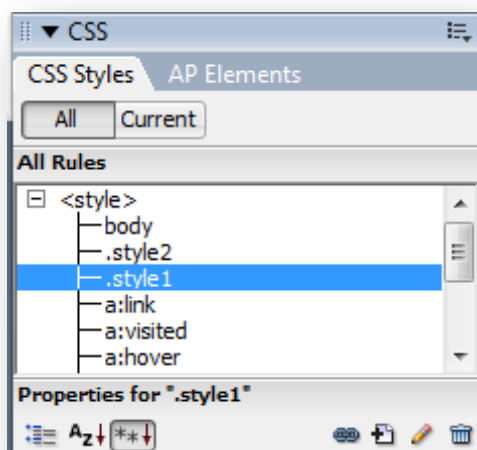 CSS
CSS Styles AP Elements
All Current
All Rules
<style>
body
.style2
.style1
a:link
a:visited
a:hover
Properties for ".style1"
Az↓ **↓